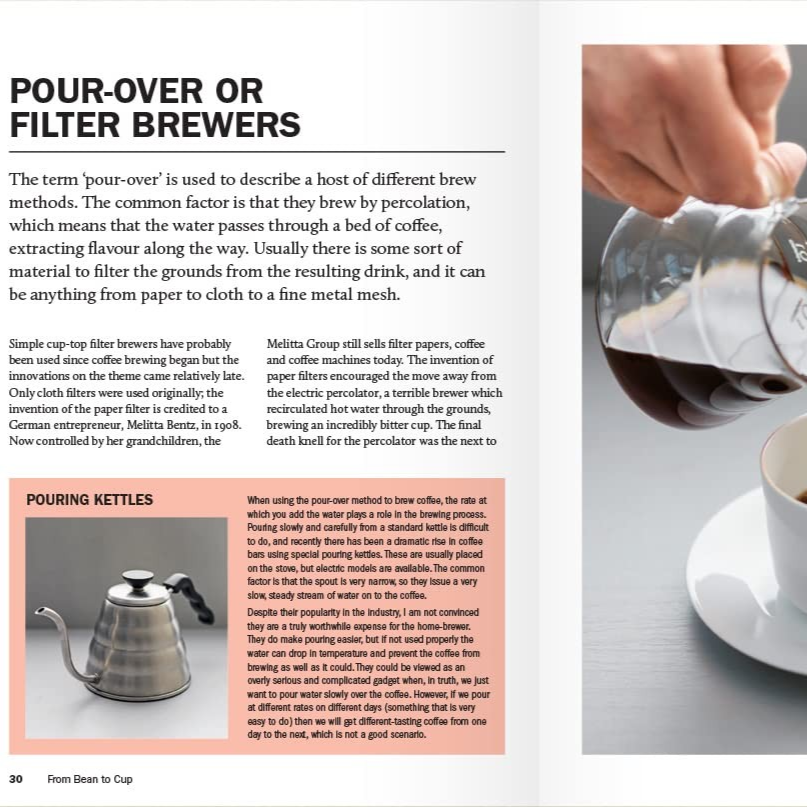 POUR-OVER OR
FILTER BREWERS
The term ‘pour-over’ is used to describe a host of different brew
methods. The common factor is that they brew by percolation,
which means that the water passes through a bed of coffee,
extracting flavour along the way. Usually there is some sort of
material to filter the grounds from the resulting drink, and it can
be anything from paper to cloth to a fine metal mesh.
Simple cup-top filter brewers have probably
been used since coffee brewing began but the
innovations on the theme came relatively late.
Only cloth filters were used originally; the
invention of the paper filter is credited to a
German entrepreneur, Melitta Bentz, in 1908.
Now controlled by her grandchildren, the
Melitta Group still sells filter papers, coffee
and coffee machines today. The invention of
paper filters encouraged the move away from
the electric percolator, a terrible brewer which
recirculated hot water through the grounds,
brewing an incredibly bitter cup. The final
death knell for the percolator was the next to
POURING KETTLES
When using the pour-over method to brew coffee, the rate at
which you add the water plays a role in the brewing process.
Pouring slowly and carefully from a standard kettle is difficult
to do, and recently there has been a dramatic rise in coffee
bars using special pouring kettles. These are usually placed
on the stove, but electric models are available. The common
factor is that the spout is very narrow, so they issue a very
slow, steady stream of water on to the coffee.
Despite their popularity in the industry, I am not convinced
they are a truly worthwhile expense for the home-brewer.
They do make pouring easier, but if not used properly the
water can drop in temperature and prevent the coffee from
brewing as well as it could. They could be viewed as an
overly serious and complicated gadget when, in truth, we just
want to pour water slowly over the coffee. However, if we pour
at different rates on different days (something that is very
easy to do) then we will get different-tasting coffee from one
day to the next, which is not a good scenario.
30 From Bean to Cup